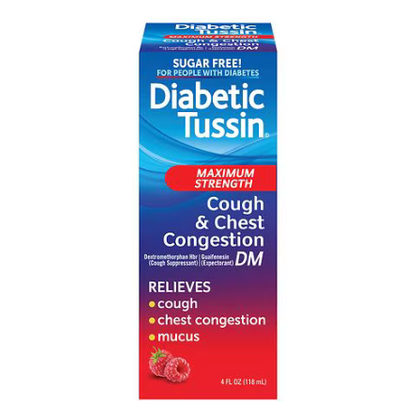 SUGAR FREE!
FOR PEOPLE WITH DIABETES
Diabetic
Tussin®
MAXIMUM
STRENGTH
Cough
& Chest
Congestion
Dextromethorphan Hbr | Guaifenesin DM
(Cough Suppressant) | (Expectorant)
RELIEVES
• cough
• chest congestion
• mucus
4 FL OZ (118 mL)